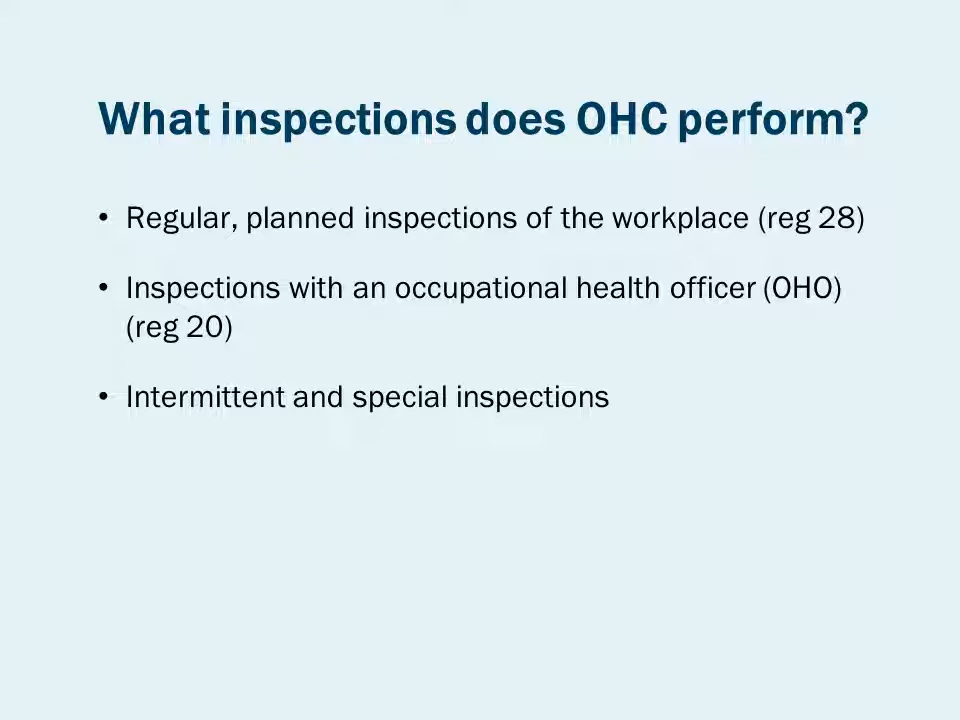 What inspections does OHC perform?
• Regular, planned inspections of the workplace (reg 28)
• Inspections with an occupational health officer (OHO)
(reg 20)
• Intermittent and special inspections